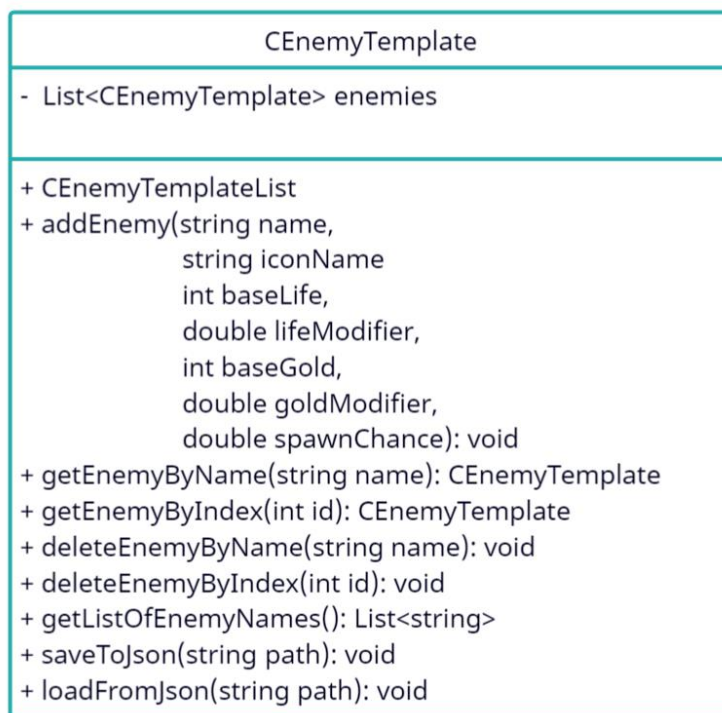 CEnemyTemplate
- List<CEnemyTemplate> enemies
+ CEnemyTemplateList
+ addEnemy(string name,
string iconName
int baseLife,
double lifeModifier,
int baseGold,
double goldModifier,
double spawnChance): void
+ getEnemyByName(string name): CEnemyTemplate
+ getEnemyByIndex(int id): CEnemyTemplate
+ deleteEnemyByName(string name): void
+ deleteEnemyByIndex(int id): void
+ getListOfEnemyNames(): List<string>
+ saveToJson(string path): void
+ loadFromJson(string path): void